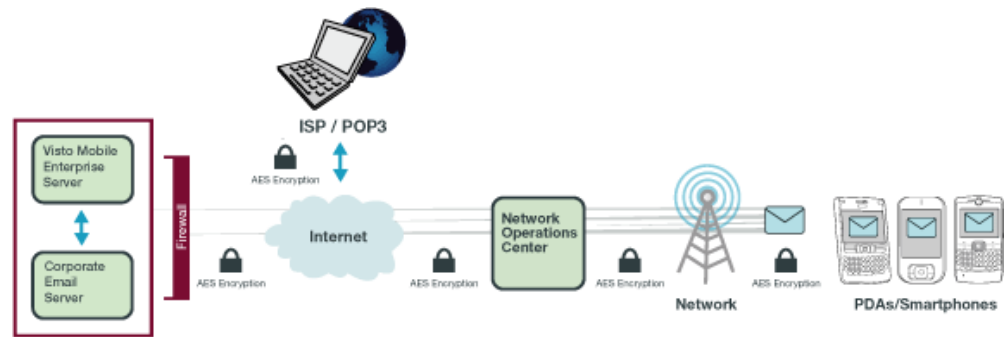 ISP / POP3
Visto Mobile
Enterprise
Server
AES Encryption
Firewall
Internet
Network
Operations
Center
Corporate
Email
Server
AES Encryption
AES Encryption
AES Encryption
AES Encryption
Network
PDAs/Smartphones